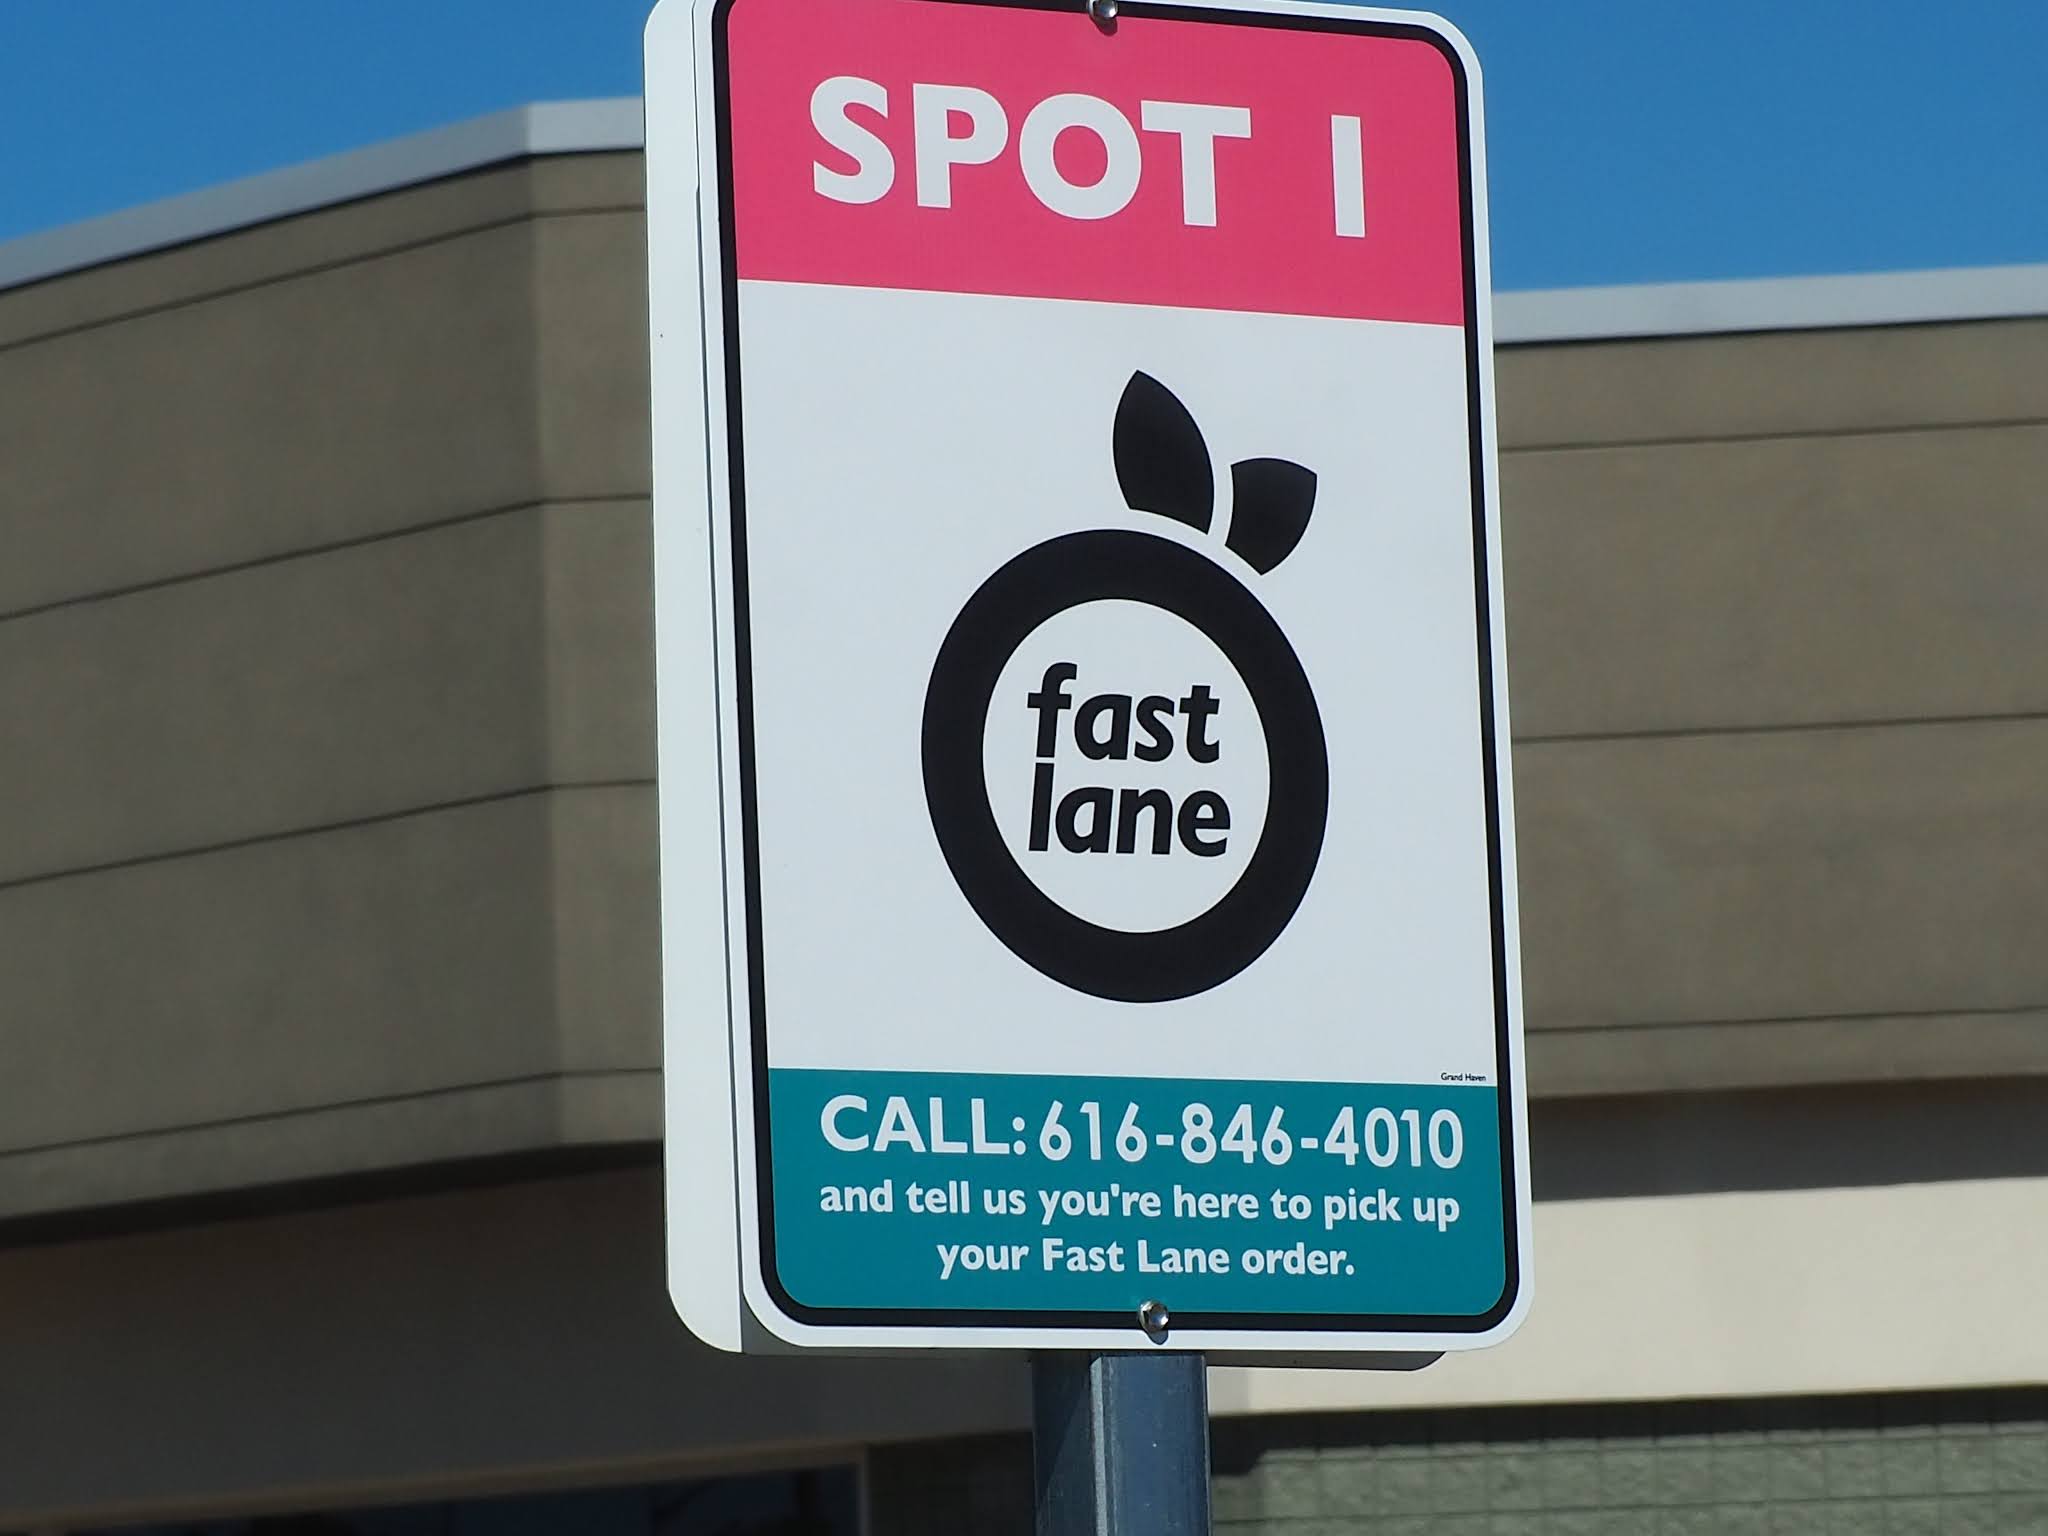 SPOT 1
fast
lane
Grand Haven
CALL: 616-846-4010
and tell us you're here to pick up
your Fast Lane order.